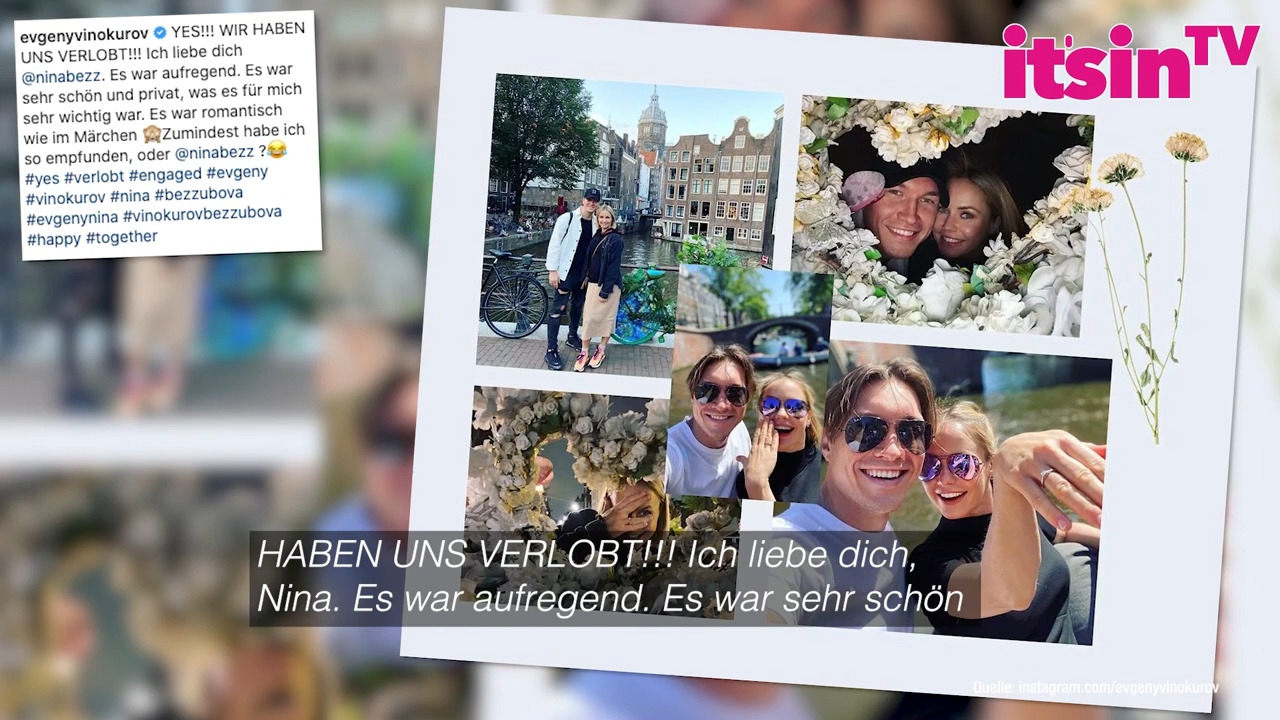 evgenyvinokurov YES!!! WIR HABEN
UNS VERLOBT!!! Ich liebe dich
@ninabezz. Es war aufregend. Es war
sehr schön und privat, was es für mich
sehr wichtig war. Es war romantisch
wie im Märchen 🙈Zumindest habe ich
so empfunden, oder @ninabezz ?😂
#yes #verlobt #engaged #evgeny
#vinokurov #nina #bezzubova
#evgenynina #vinokurovbezzubova
#happy #together
it'sin TV
HABEN UNS VERLOBT!!! Ich liebe dich,
Nina. Es war aufregend. Es war sehr schön
Quelle: instagram.com/evgenyvinokurov